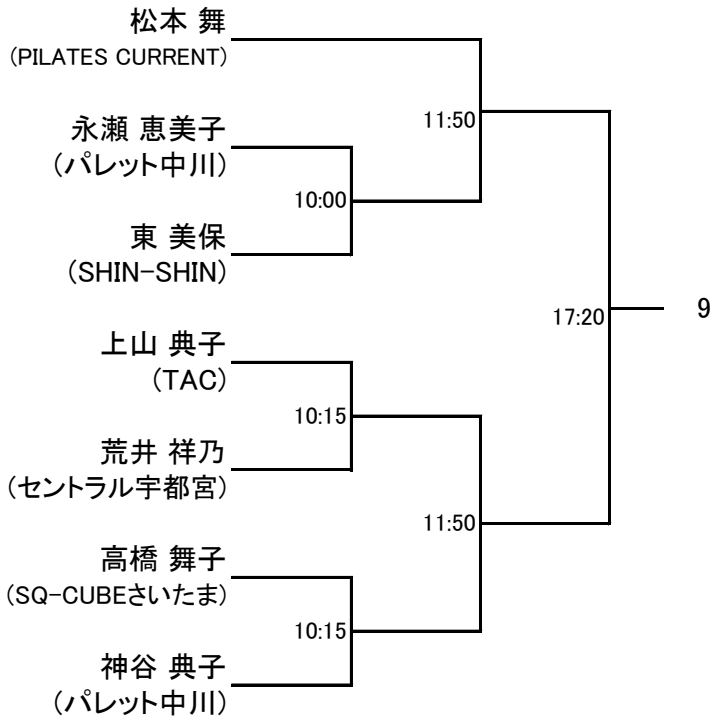 松本 舞
(PILATES CURRENT)
11:50
永瀬 恵美子
(パレット中川)
10:00
東 美保
(SHIN-SHIN)
17:20
9
上山 典子
(TAC)
10:15
荒井 祥乃
(セントラル宇都宮)
11:50
高橋 舞子
(SQ-CUBEさいたま)
10:15
神谷 典子
(パレット中川)